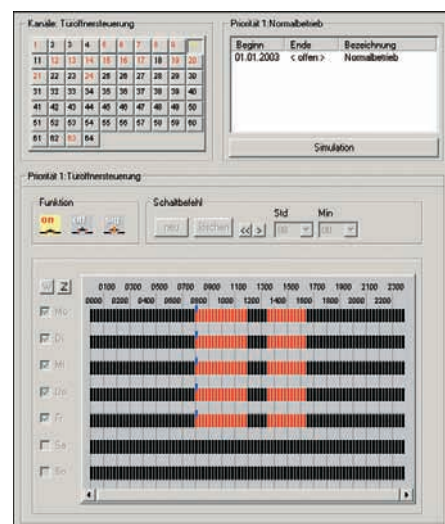 Kanäle: Türöffnersteuerung
1 2 3 4 5 6 7 8 9
11 12 13 14 15 16 17 18 19 20
21 22 23 24 25 26 27 28 29 30
31 32 33 34 35 36 37 38 39 40
41 42 43 44 45 46 47 48 49 50
51 52 53 54 55 56 57 58 59 60
61 62 63 64
Priorität 1:Normalbetrieb
Beginn Ende Bezeichnung
01.01.2003 < offen > Normalbetrieb
Simulation
Priorität 1: Türöffnersteuerung
Funktion
on
Schaltbefehl
neu löschen << > Std 00 Min 00
W Z
0100 0300 0500 0700 0900 1100 1300 1500 1700 1900 2100 2300
0000 0200 0400 0600 0800 1000 1200 1400 1600 1800 2000 2200
Mo
Di
Mi
Do
Fr
Sa
So